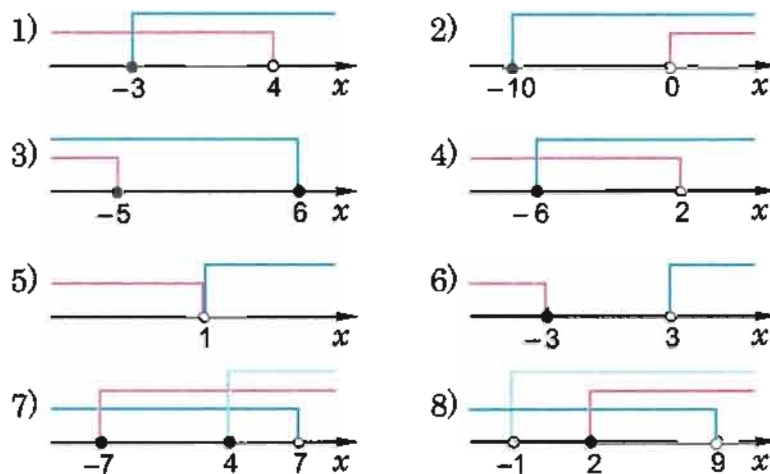 1) 2)
-3 4 x -10 0 x
3) 4)
-5 6 x -6 2 x
5) 6)
1 x -3 3 x
7) 8)
-7 4 7 x -1 2 9 x